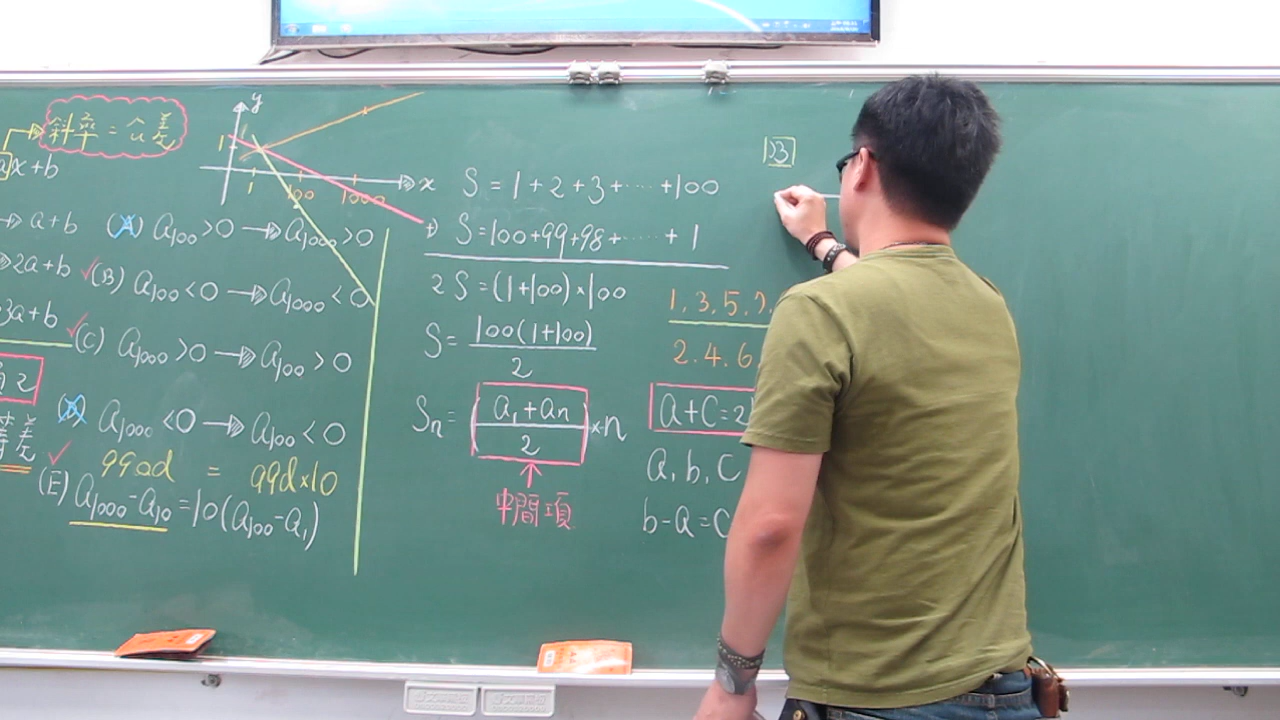 斜率 = 公差
ax+b
→ a+b
2a+b
3a+b
y
1
1 100 1000
x
(A) a₁₀₀>0 → a₁₀₀₀>0
✓(B) a₁₀₀<0 → a₁₀₀₀<0
✓(C) a₁₀₀₀>0 → a₁₀₀>0
(D) a₁₀₀₀<0 → a₁₀₀<0
等差
990d = 99d×10
✓(E) a₁₀₀₀-a₁₀=10(a₁₀₀-a₁)
S=1+2+3+⋯+100
+) S=100+99+98+⋯+1
2S=(1+100)×100
S=100(1+100)/2
Sₙ=(a₁+aₙ/2)×n
中間項
1,3,5,7,
2.4.6
a+c=2
a,b,c
b-a=c
13